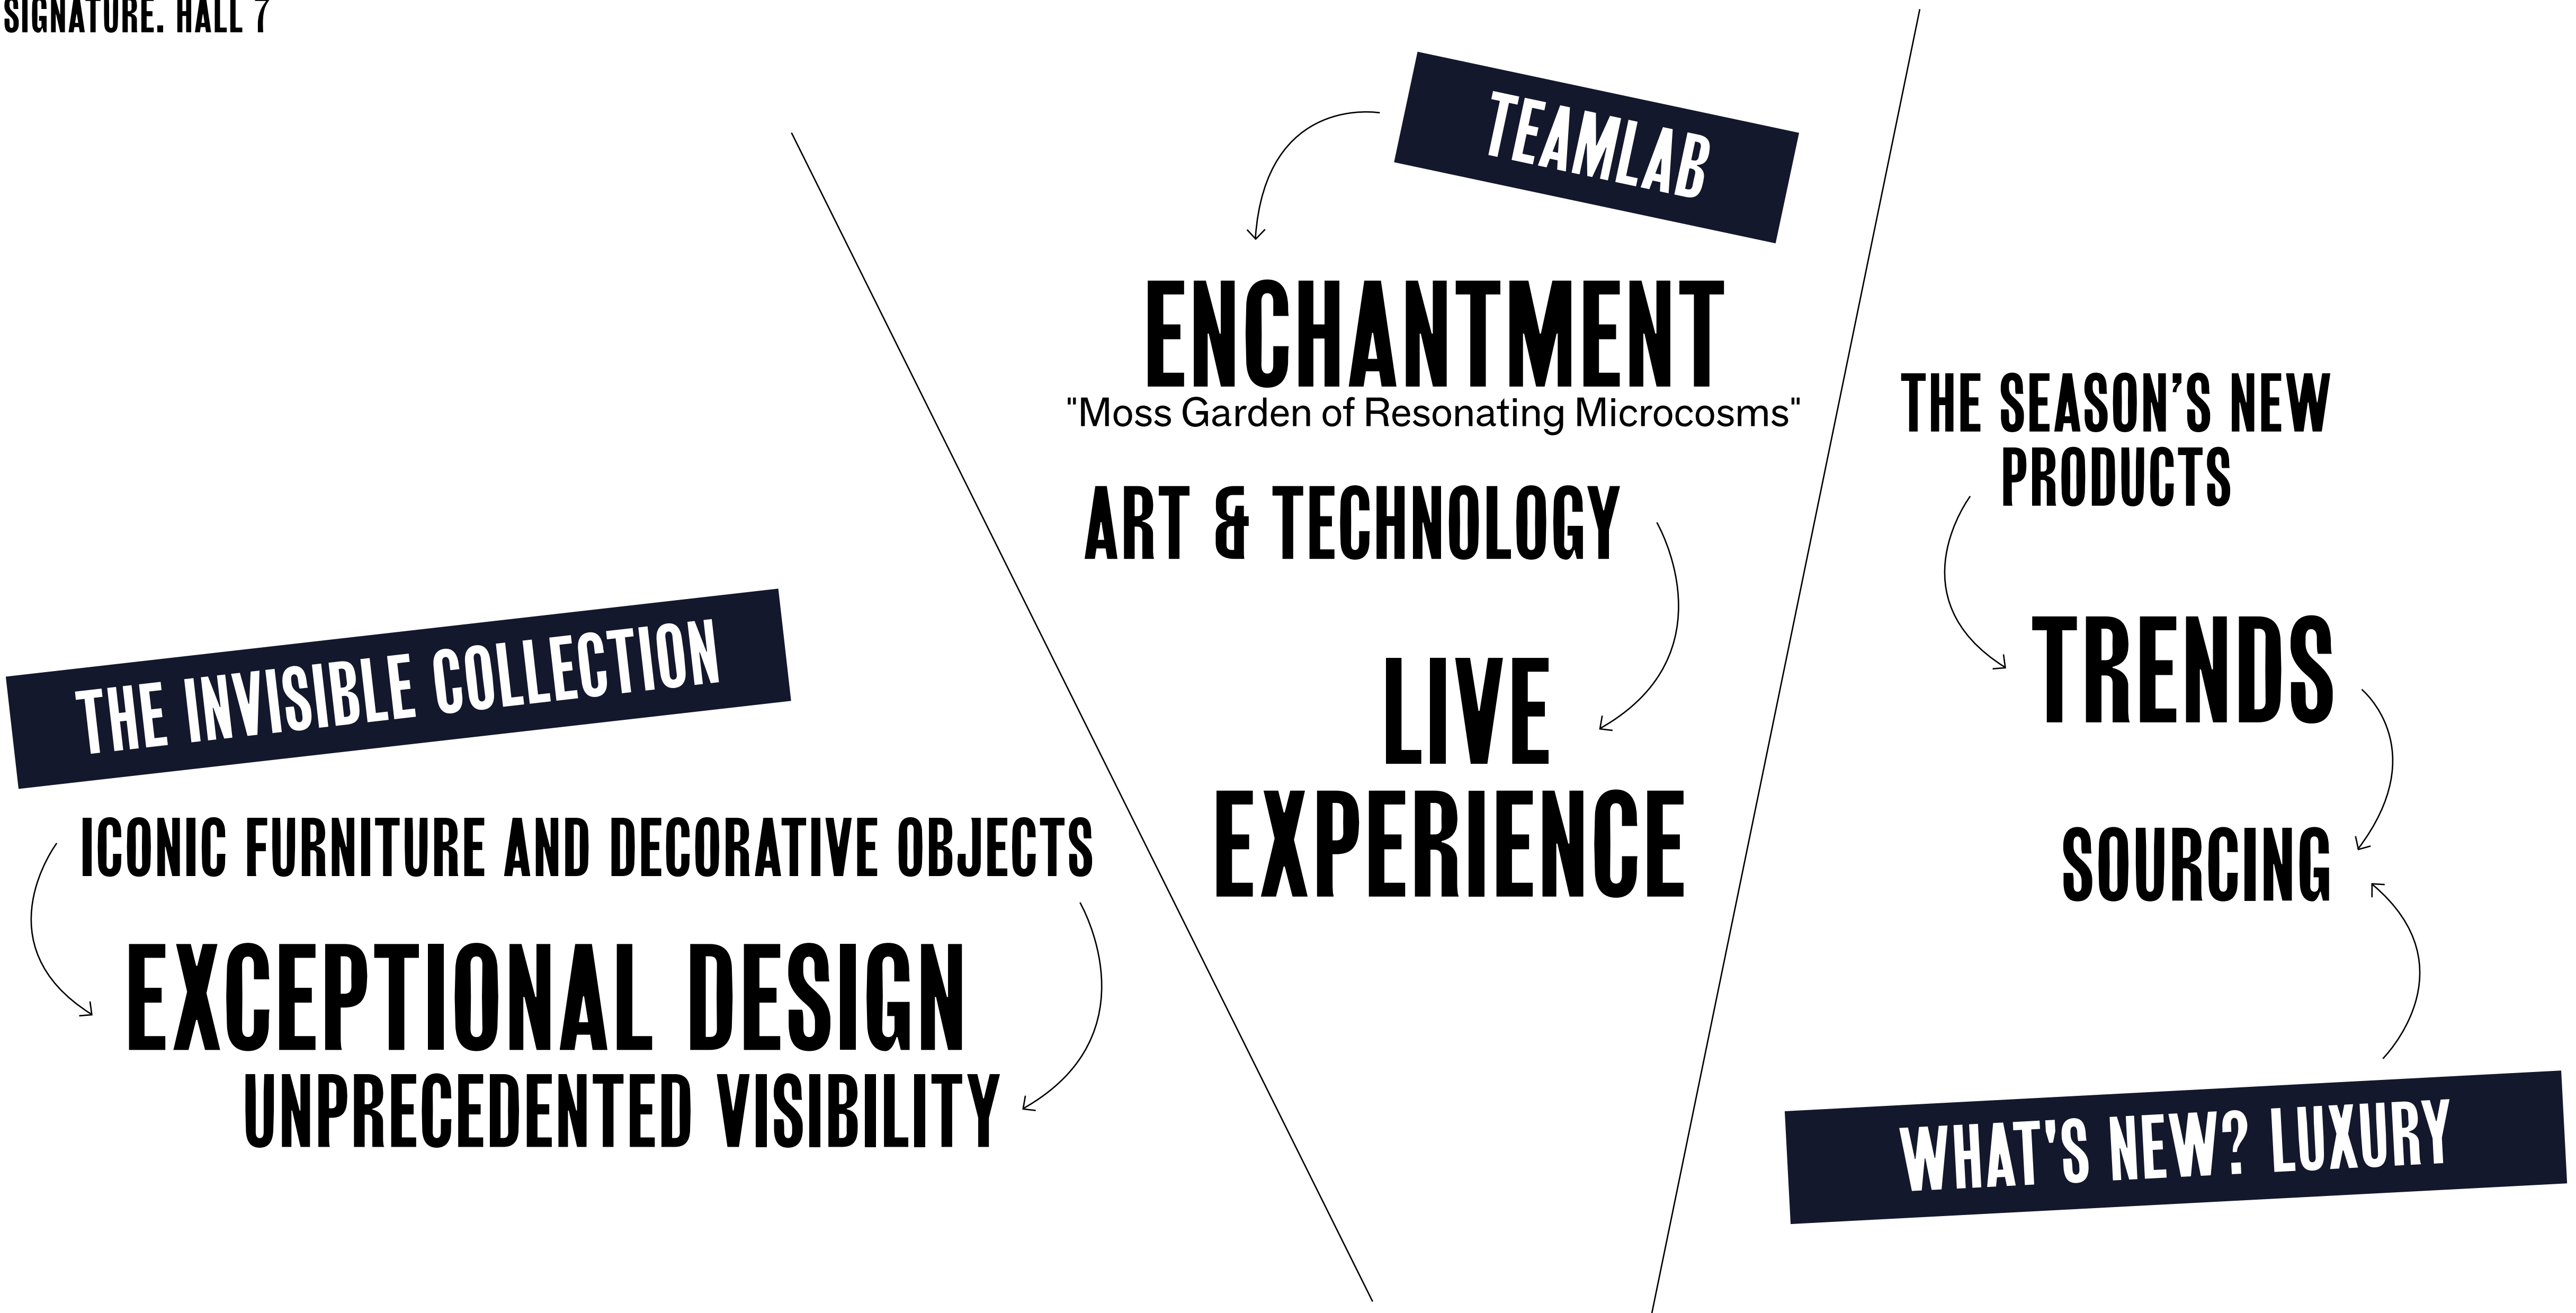 SIGNATURE. HALL 7
THE INVISIBLE COLLECTION
ICONIC FURNITURE AND DECORATIVE OBJECTS
EXCEPTIONAL DESIGN
UNPRECEDENTED VISIBILITY
TEAMLAB
ENCHANTMENT
"Moss Garden of Resonating Microcosms"
ART & TECHNOLOGY
LIVE
EXPERIENCE
THE SEASON’S NEW
PRODUCTS
TRENDS
SOURCING
WHAT'S NEW? LUXURY